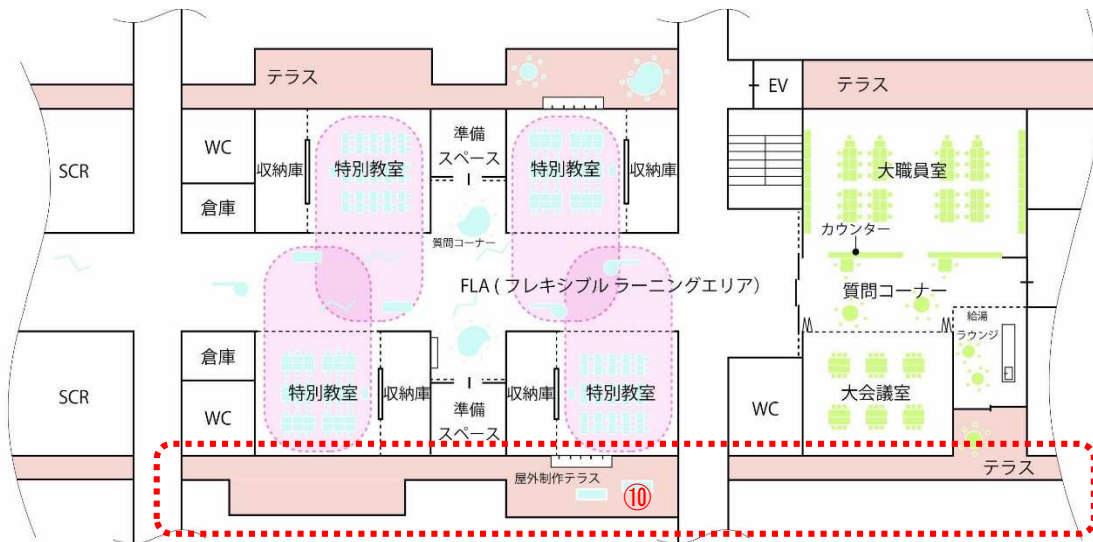 テラス
EV
テラス
SCR
WC
収納庫
特別教室
準備
スペース
特別教室
収納庫
大職員室
倉庫
質問コーナー
カウンター
FLA ( フレキシブル ラーニングエリア）
質問コーナー
給湯
ラウンジ
倉庫
SCR
WC
特別教室
収納庫
準備
スペース
収納庫
特別教室
WC
大会議室
屋外制作テラス
⑩
テラス